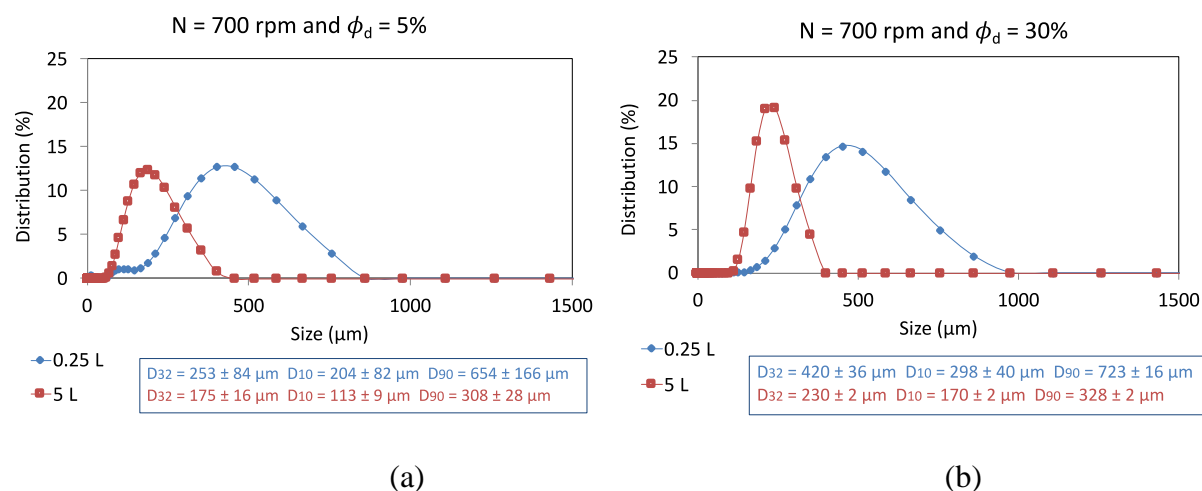 N = 700 rpm and ϕd = 5%
25
20
15
10
5
0
Distribution (%)
0 500 1000 1500
Size (µm)
0.25 L
5 L
D32 = 253 ± 84 µm D10 = 204 ± 82 µm D90 = 654 ± 166 µm
D32 = 175 ± 16 µm D10 = 113 ± 9 µm D90 = 308 ± 28 µm
(a)
N = 700 rpm and ϕd = 30%
25
20
15
10
5
0
Distribution (%)
0 500 1000 1500
Size (µm)
0.25 L
5 L
D32 = 420 ± 36 µm D10 = 298 ± 40 µm D90 = 723 ± 16 µm
D32 = 230 ± 2 µm D10 = 170 ± 2 µm D90 = 328 ± 2 µm
(b)